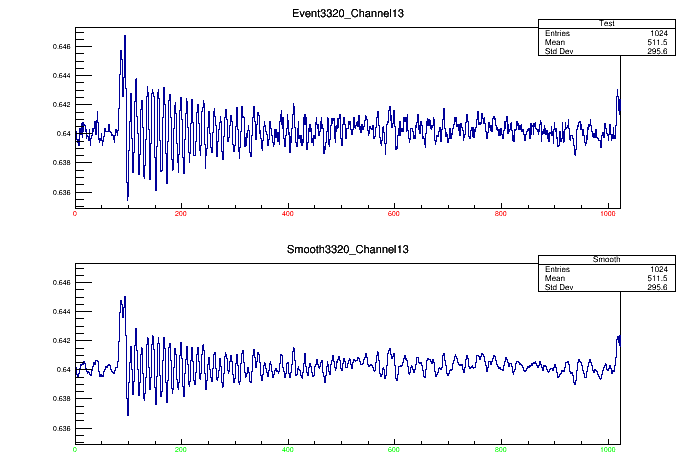 Event3320_Channel13
Test
Entries 1024
Mean 511.5
Std Dev 295.6
0.646
0.644
0.642
0.64
0.638
0.636
0 200 400 600 800 1000
Smooth3320_Channel13
Smooth
Entries 1024
Mean 511.5
Std Dev 295.6
0.646
0.644
0.642
0.64
0.638
0.636
0 200 400 600 800 1000